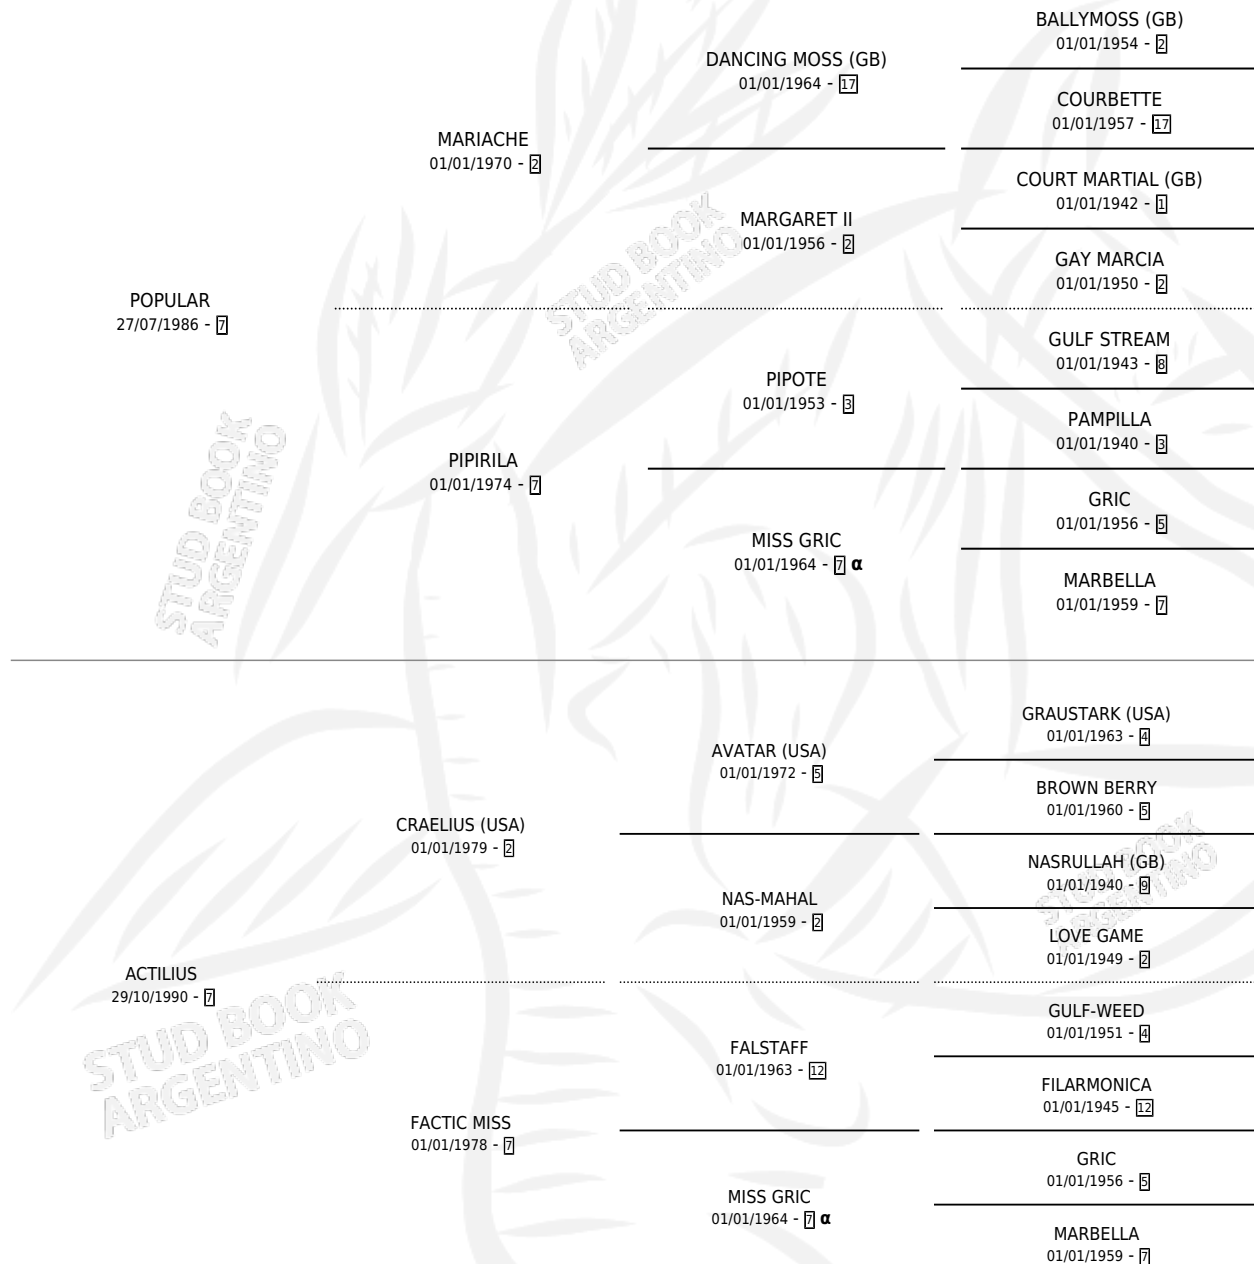 BALLYMOSS (GB)
01/01/1954 - 2
DANCING MOSS (GB)
01/01/1964 - 17
COURBETTE
01/01/1957 - 17
MARIACHE
01/01/1970 - 2
COURT MARTIAL (GB)
01/01/1942 - 1
MARGARET II
01/01/1956 - 2
GAY MARCIA
01/01/1950 - 2
POPULAR
27/07/1986 - 7
GULF STREAM
01/01/1943 - 8
PIPOTE
01/01/1953 - 3
PAMPILLA
01/01/1940 - 3
PIPIRILA
01/01/1974 - 7
GRIC
01/01/1956 - 5
MISS GRIC
01/01/1964 - 7 α
MARBELLA
01/01/1959 - 7
GRAUSTARK (USA)
01/01/1963 - 4
AVATAR (USA)
01/01/1972 - 5
BROWN BERRY
01/01/1960 - 5
CRAELIUS (USA)
01/01/1979 - 2
NASRULLAH (GB)
01/01/1940 - 9
NAS-MAHAL
01/01/1959 - 2
LOVE GAME
01/01/1949 - 2
ACTILIUS
29/10/1990 - 7
GULF-WEED
01/01/1951 - 4
FALSTAFF
01/01/1963 - 12
FILARMONICA
01/01/1945 - 12
FACTIC MISS
01/01/1978 - 7
GRIC
01/01/1956 - 5
MISS GRIC
01/01/1964 - 7 α
MARBELLA
01/01/1959 - 7
STUD BOOK
ARGENTINO
STUD BOOK
ARGENTINO
STUD BOOK
ARGENTINO
STUD BOOK
ARGENTINO